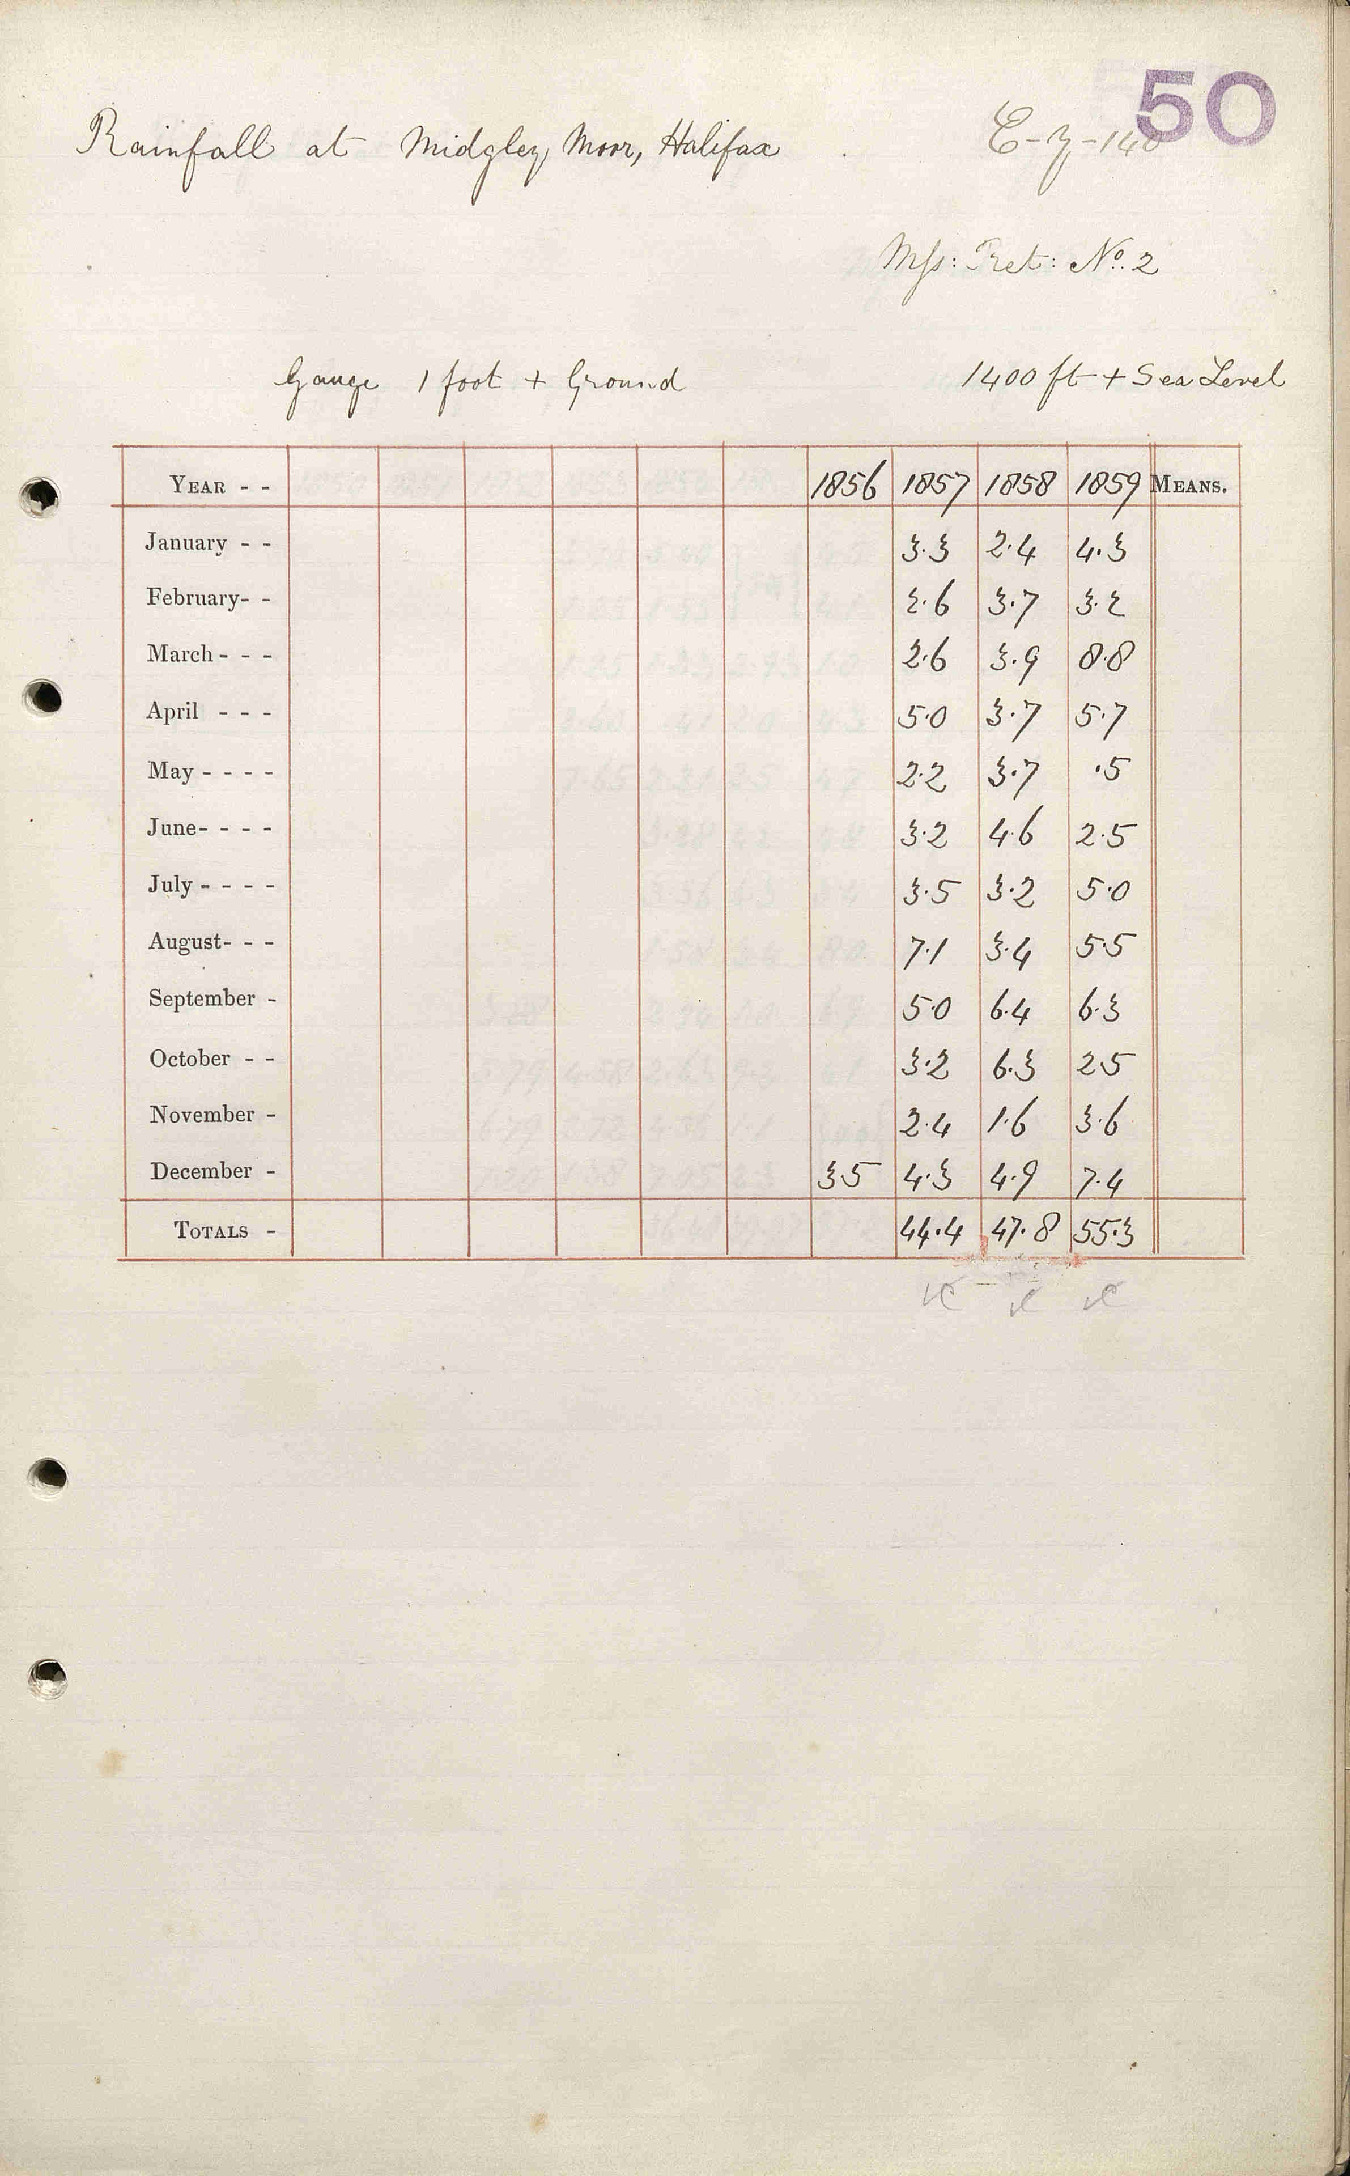 50
Rainfall at Midgley Moor, Halifax
Mss: Ret: No. 2
Gauge 1 foot + Ground 1400 ft + Sea Level
YEAR - - 1856 1857 1858 1859 MEANS.
January - - 3.3 2.4 4.3
February- - 2.6 3.7 3.2
March- - - 2.6 3.9 8.8
April - - - 5.0 3.7 5.7
May - - - - 2.2 3.7 .5
June- - - - 3.2 4.6 2.5
July - - - - 3.5 3.2 5.0
August- - - 7.1 3.4 5.5
September - 5.0 6.4 6.3
October - - 3.2 6.3 2.5
November - 2.4 1.6 3.6
December - 3.5 4.3 4.9 7.4
TOTALS - 44.4 47.8 55.3